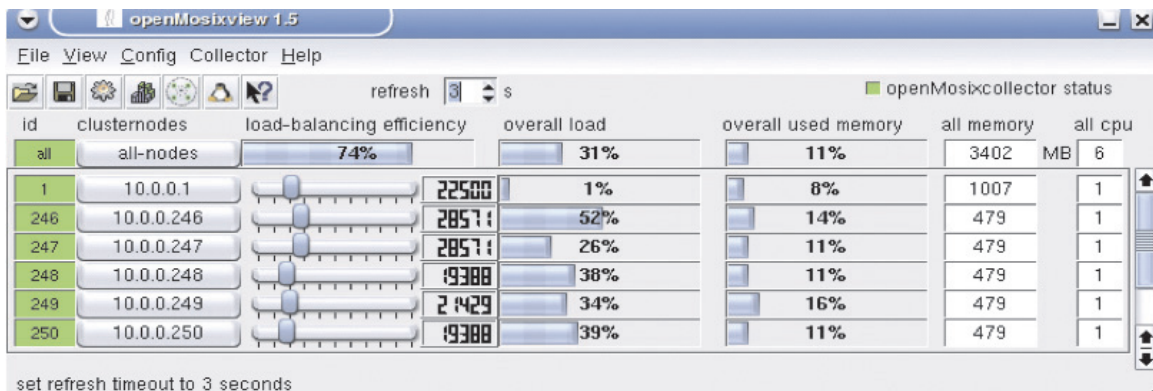 openMosixview 1.5
File View Config Collector Help
refresh 3 s openMosixcollector status
id clusternodes load-balancing efficiency overall load overall used memory all memory all cpu
all all-nodes 74% 31% 11% 3402 MB 6
1 10.0.0.1 22500 1% 8% 1007 1
246 10.0.0.246 28571 52% 14% 479 1
247 10.0.0.247 28571 26% 11% 479 1
248 10.0.0.248 19388 38% 11% 479 1
249 10.0.0.249 21429 34% 16% 479 1
250 10.0.0.250 19388 39% 11% 479 1
set refresh timeout to 3 seconds